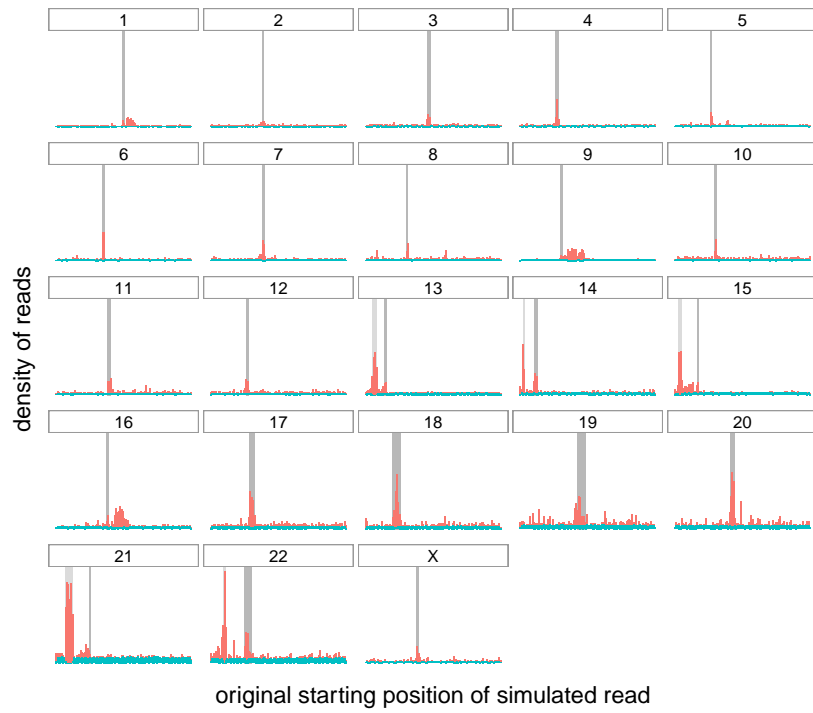 1 2 3 4 5
6 7 8 9 10
11 12 13 14 15
16 17 18 19 20
21 22 X
density of reads
original starting position of simulated read